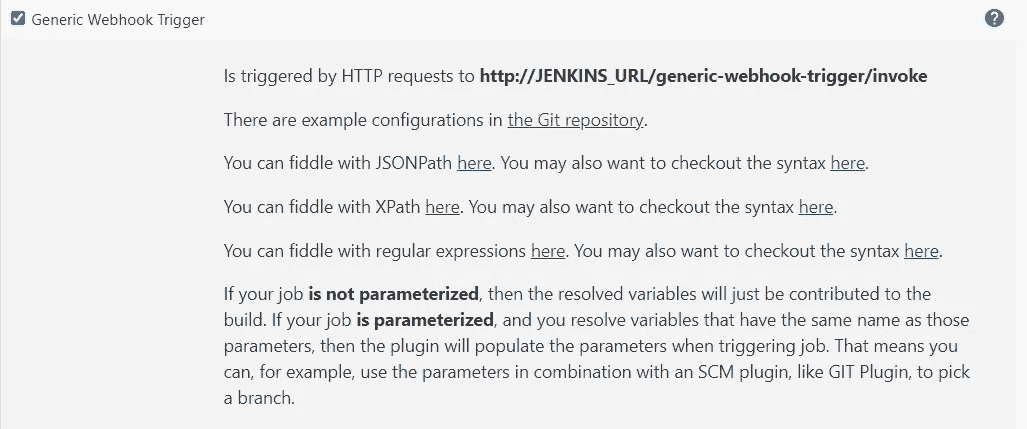 Generic Webhook Trigger
Is triggered by HTTP requests to http://JENKINS_URL/generic-webhook-trigger/invoke
There are example configurations in the Git repository.
You can fiddle with JSONPath here. You may also want to checkout the syntax here.
You can fiddle with XPath here. You may also want to checkout the syntax here.
You can fiddle with regular expressions here. You may also want to checkout the syntax here.
If your job is not parameterized, then the resolved variables will just be contributed to the
build. If your job is parameterized, and you resolve variables that have the same name as those
parameters, then the plugin will populate the parameters when triggering job. That means you
can, for example, use the parameters in combination with an SCM plugin, like GIT Plugin, to pick
a branch.